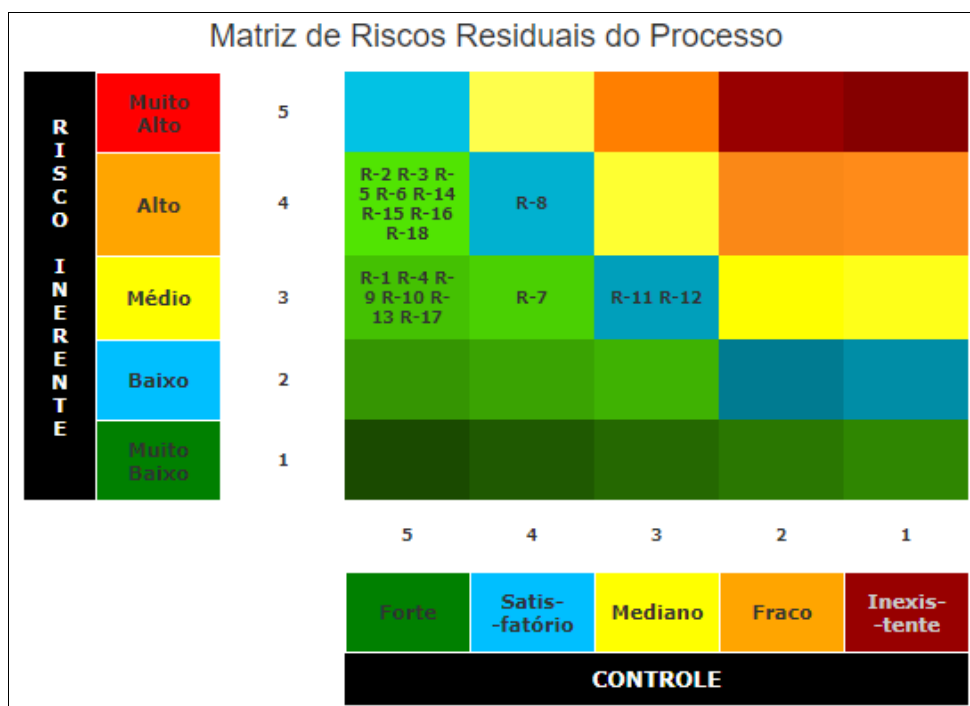 Matriz de Riscos Residuais do Processo
RISCO INERENTE
Muito
Alto
5
R-2 R-3 R-
5 R-6 R-14
R-15 R-16
R-18
R-8
Alto
4
R-1 R-4 R-
9 R-10 R-
13 R-17
R-7
R-11 R-12
Médio
3
Baixo
2
Muito
Baixo
1
5
4
3
2
1
Forte
Satis-
-fatório
Mediano
Fraco
Inexis-
-tente
CONTROLE